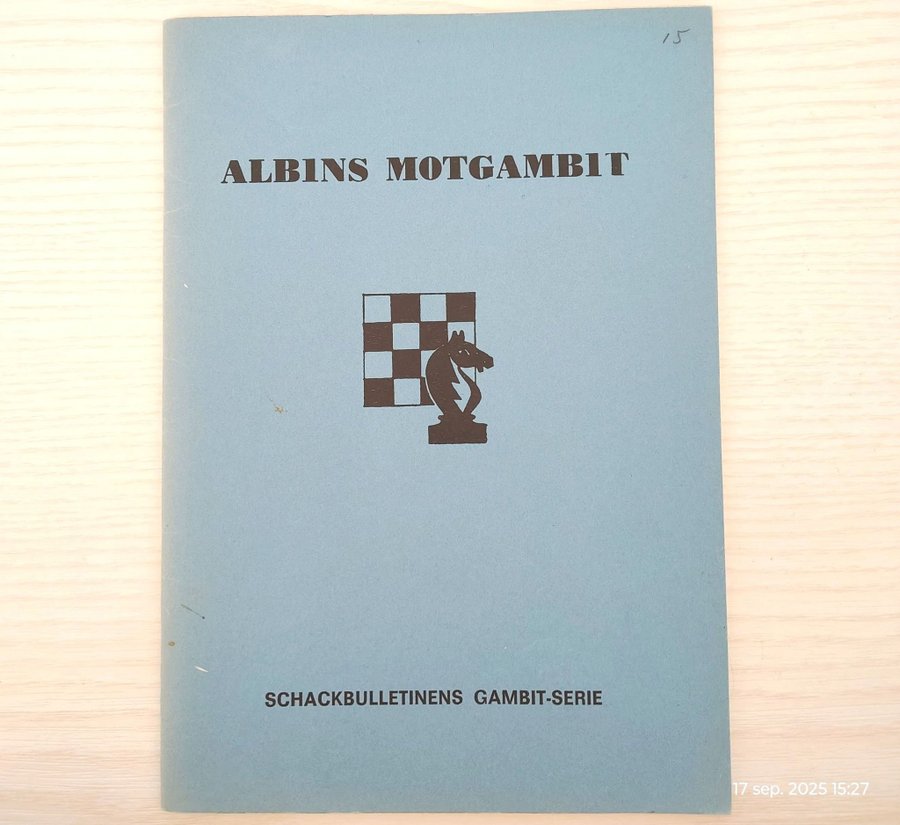 15
ALBINS MOTGAMBIT
SCHACKBULLETINENS GAMBIT-SERIE
17 sep. 2025 15:27